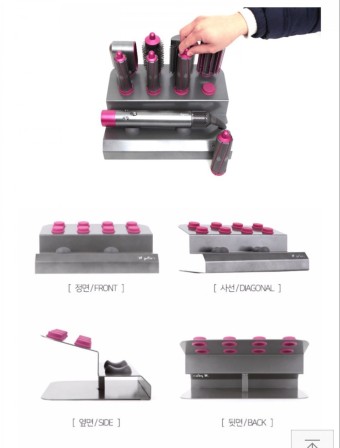 [ 정면/FRONT ]
[ 사선/DIAGONAL ]
[ 옆면/SIDE ]
[ 뒷면/BACK ]